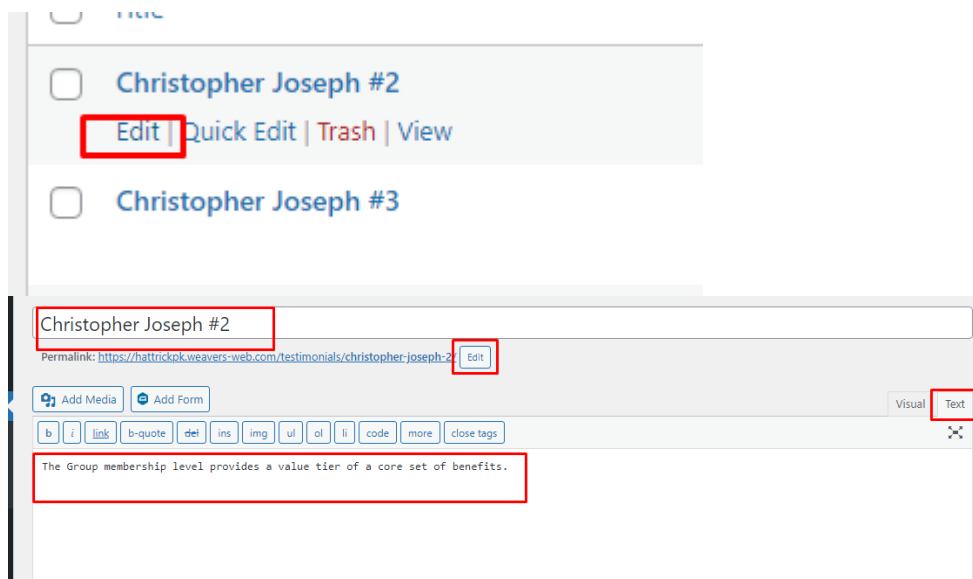 Title
Christopher Joseph #2
Edit | Quick Edit | Trash | View
Christopher Joseph #3
Christopher Joseph #2
Permalink: https://hattrickpk.weavers-web.com/testimonials/christopher-joseph-2/ Edit
Add Media Add Form Visual Text
b i link b-quote del ins img ul ol li code more close tags
The Group membership level provides a value tier of a core set of benefits.